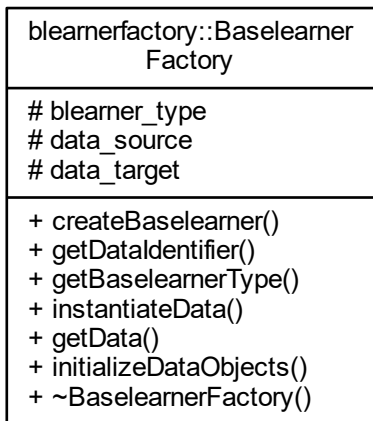 blearnerfactory::Baselearner
Factory
# blearner_type
# data_source
# data_target
+ createBaselearner()
+ getDataIdentifier()
+ getBaselearnerType()
+ instantiateData()
+ getData()
+ initializeDataObjects()
+ ~BaselearnerFactory()